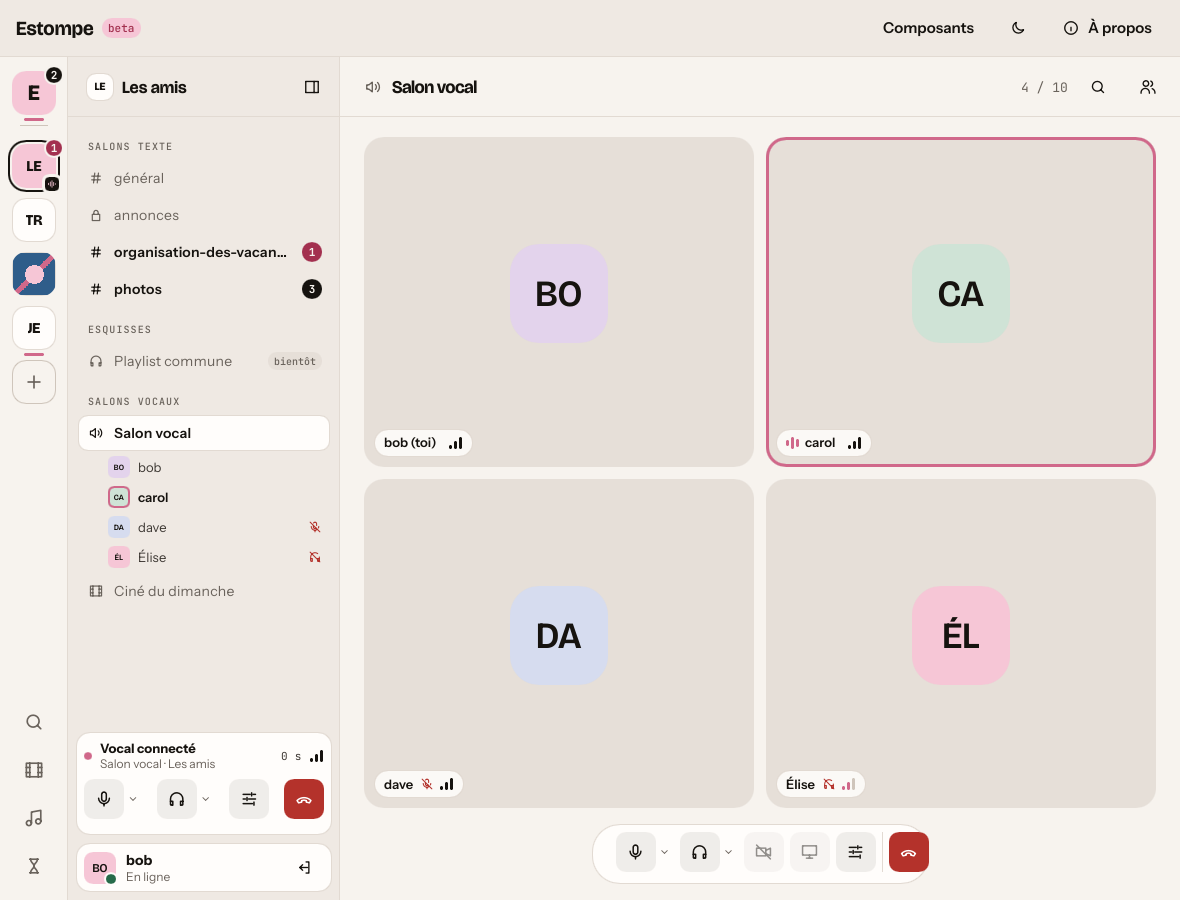 Estompe beta
Composants
À propos
E 2
LE 1
TR
JE
LE Les amis
SALONS TEXTE
# général
annonces
# organisation-des-vacan... 1
# photos 3
ESQUISSES
Playlist commune bientôt
SALONS VOCAUX
Salon vocal
BO bob
CA carol
DA dave
ÉL Élise
Ciné du dimanche
Vocal connecté
Salon vocal · Les amis
0 s
BO bob
En ligne
Salon vocal
4 / 10
BO
bob (toi)
CA
carol
DA
dave
ÉL
Élise